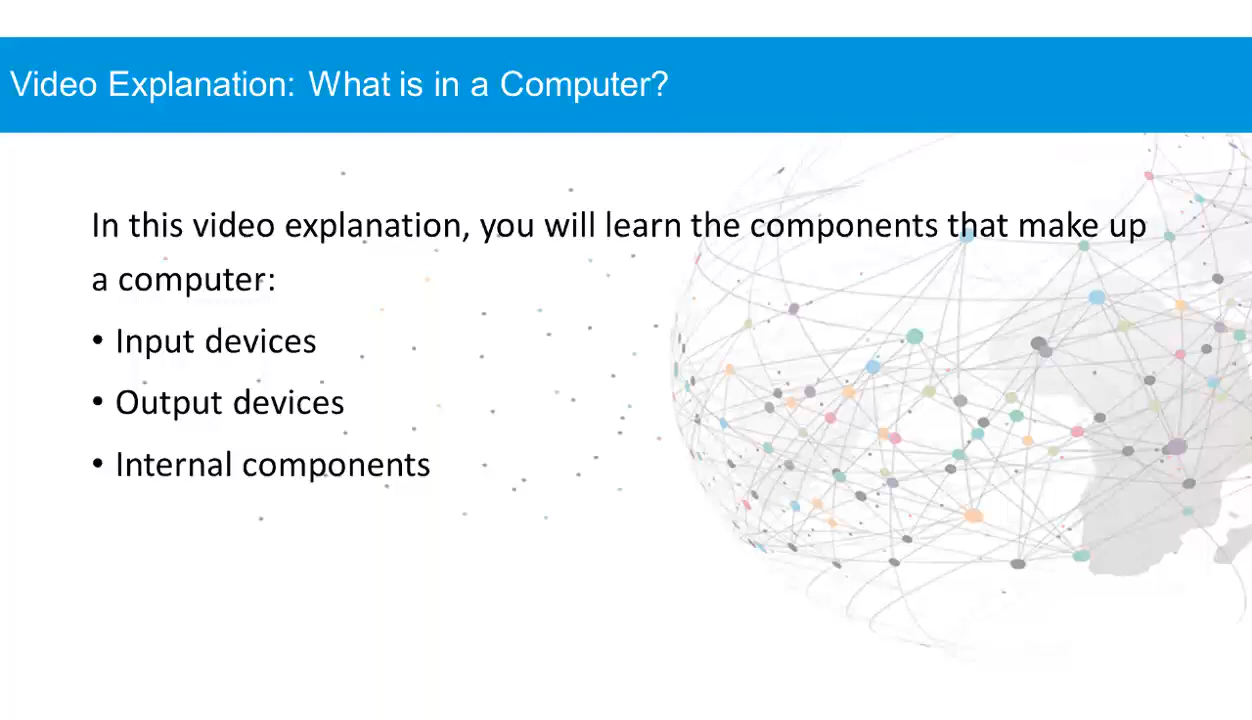 Video Explanation: What is in a Computer?
In this video explanation, you will learn the components that make up
a computer:
• Input devices
• Output devices
• Internal components